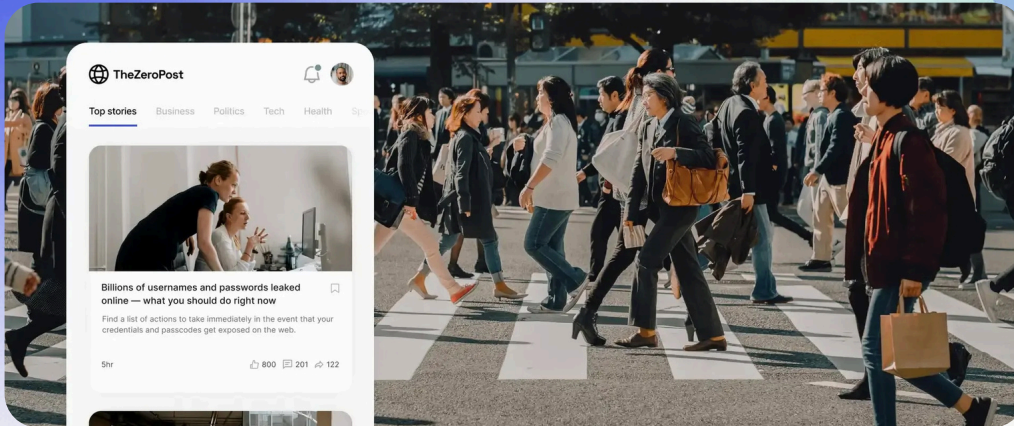 TheZeroPost
Top stories Business Politics Tech Health Sp
Billions of usernames and passwords leaked
online — what you should do right now
Find a list of actions to take immediately in the event that your
credentials and passcodes get exposed on the web.
5hr 800 201 122